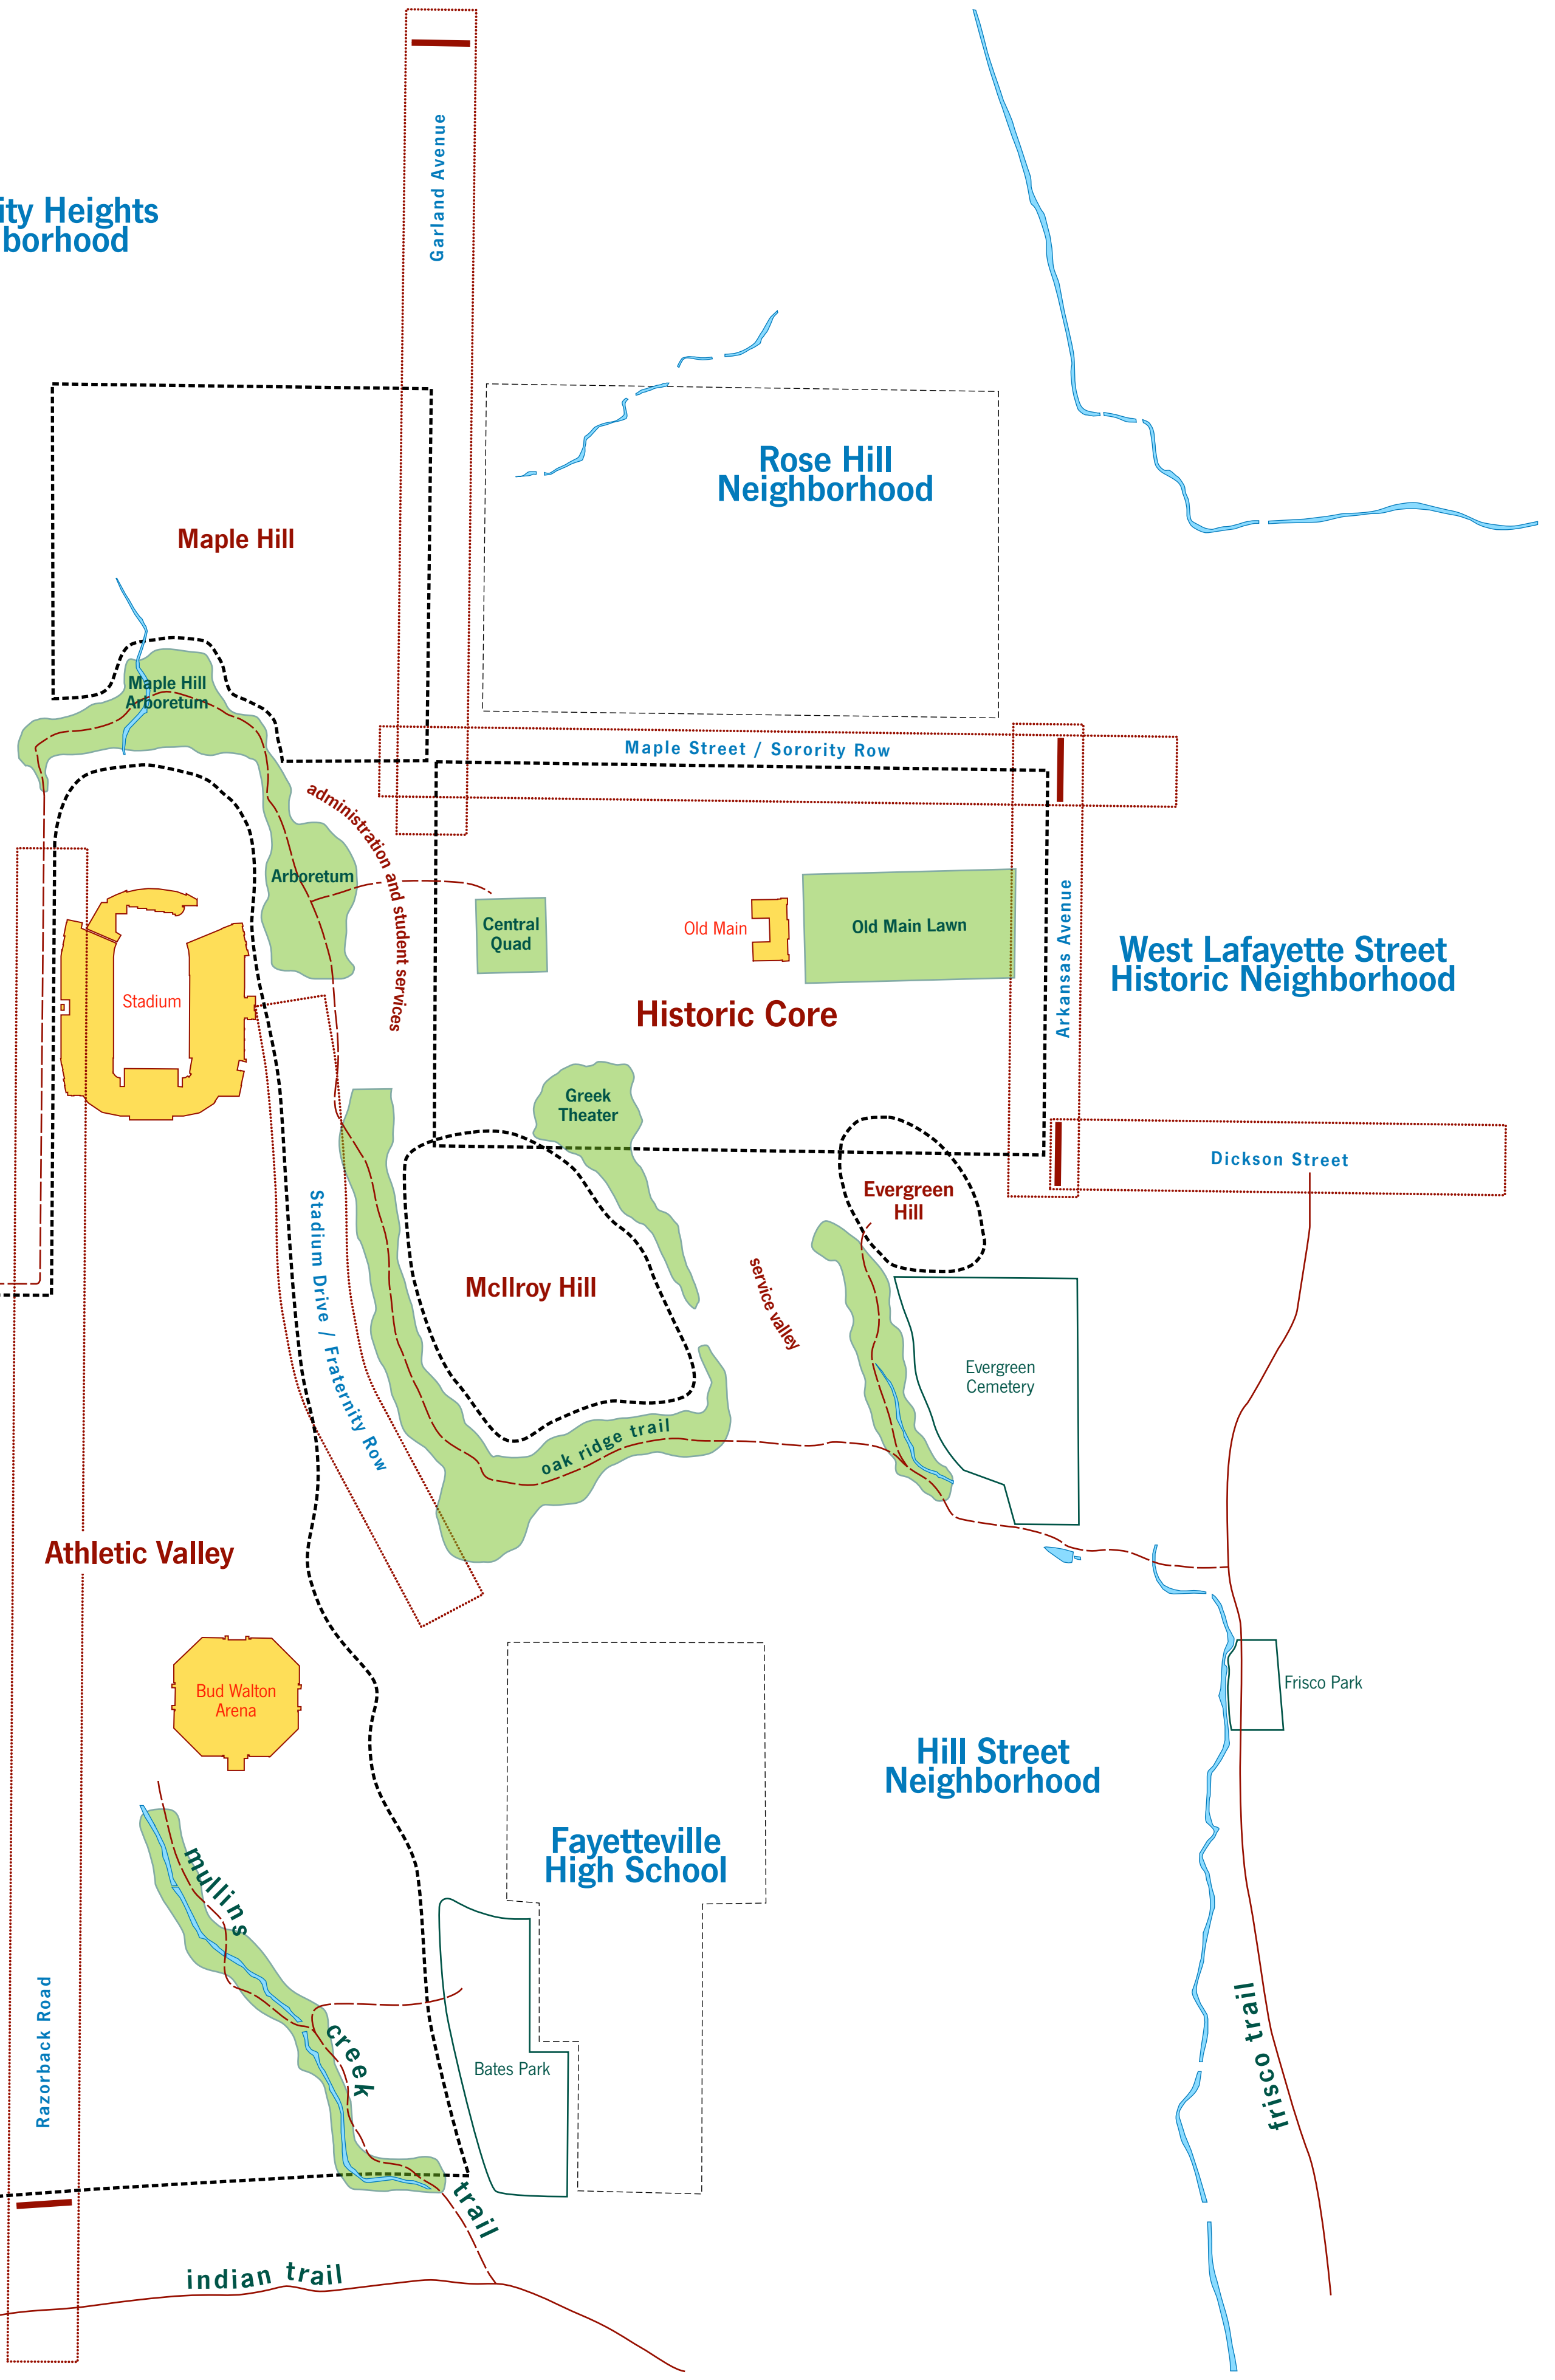 Garland Avenue
ity Heights
borhood
Rose Hill
Neighborhood
Maple Hill
Maple Hill
Arboretum
Maple Street / Sorority Row
administration and student services
Arboretum
Central
Quad
Old Main
Old Main Lawn
Arkansas Avenue
West Lafayette Street
Historic Neighborhood
Stadium
Historic Core
Greek
Theater
Dickson Street
Evergreen
Hill
Stadium Drive / Fraternity Row
McIlroy Hill
service valley
Evergreen
Cemetery
oak ridge trail
Athletic Valley
Bud Walton
Arena
Frisco Park
Hill Street
Neighborhood
Fayetteville
High School
mullins
creek
trail
Razorback Road
Bates Park
frisco trail
indian trail